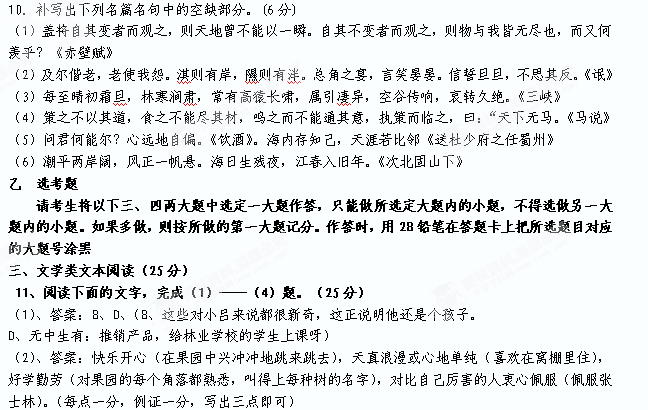 10. 补写出下列名篇名句中的空缺部分。(6 分)
(1) 盖将自其变者而观之，则天地曾不能以一瞬。自其不变者而观之，则物与我皆无尽也，而又何
羡乎？《赤壁赋》
(2) 及尔偕老，老使我怨。淇则有岸，隰则有泮。总角之宴，言笑晏晏。信誓旦旦，不思其反。《氓》
(3) 每至晴初霜旦，林寒涧肃，常有高猿长啸，属引凄异，空谷传响，哀转久绝。《三峡》
(4) 策之不以其道，食之不能尽其材，鸣之而不能通其意，执策而临之，曰：“天下无马。《马说》
(5) 问君何能尔？心远地自偏。《饮酒》。海内存知己，天涯若比邻《送杜少府之任蜀州》
(6) 潮平两岸阔，风正一帆悬。海日生残夜，江春入旧年。《次北固山下》
乙 选考题
请考生将以下三、四两大题中选定一大题作答，只能做所选定大题内的小题，不得选做另一大
题内的小题。如果多做，则按所做的第一大题记分。作答时，用 2B 铅笔在答题卡上把所选题目对应
的大题号涂黑
三、文学类文本阅读（25 分）
11、阅读下面的文字，完成（1）——（4）题。（25 分）
(1)、答案：B、D、（B、这些对小吕来说都很新奇，这正说明他还是个孩子。
D、无中生有：推销产品，给林业学校的学生上课呀）
(2)、答案：快乐开心（在果园中兴冲冲地跳来跳去），天真浪漫或心地单纯（喜欢在窝棚里住），
好学勤劳（对果园的每个角落都熟悉，叫得上每种树的名字），对比自己厉害的人衷心佩服（佩服张
士林）。（每点一分，例证一分，写出三点即可）